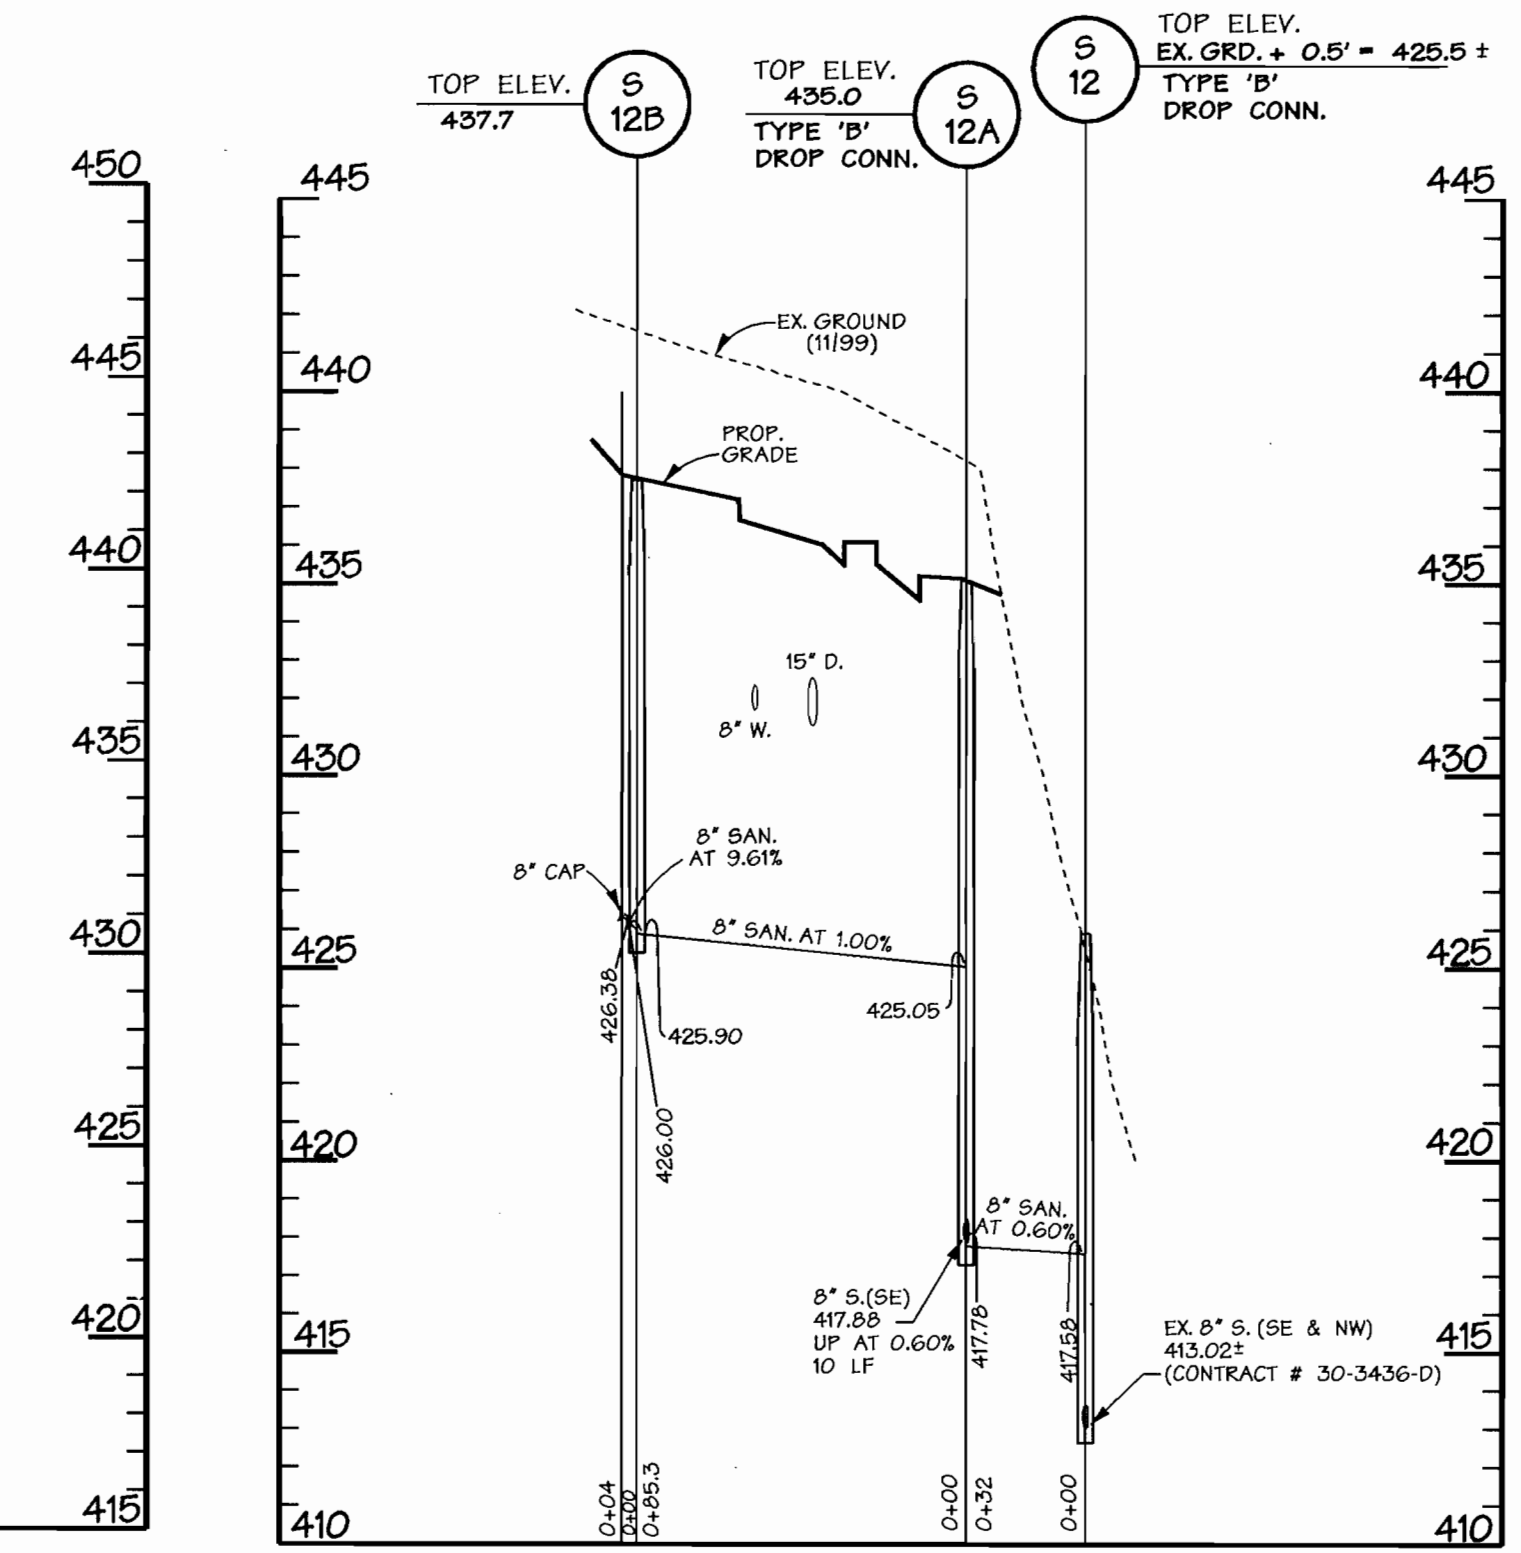 TOP ELEV.
437.7
S
12B
TOP ELEV.
435.0
TYPE 'B'
DROP CONN.
S
12A
S
12
TOP ELEV.
EX. GRD. + 0.5' = 425.5 ±
TYPE 'B'
DROP CONN.
450
445
440
435
430
425
420
415
445
440
435
430
425
420
415
410
445
440
435
430
425
420
415
410
EX. GROUND
(11/99)
PROP.
GRADE
15" D.
8" W.
8" SAN.
AT 9.61%
8" CAP
8" SAN. AT 1.00%
426.38
425.90
426.00
425.05
8" SAN.
AT 0.60%
8" S.(SE)
417.88
UP AT 0.60%
10 LF
417.78
417.58
EX. 8" S. (SE & NW)
413.02±
(CONTRACT # 30-3436-D)
0+04
0+00
0+85.3
0+00
0+32
0+00